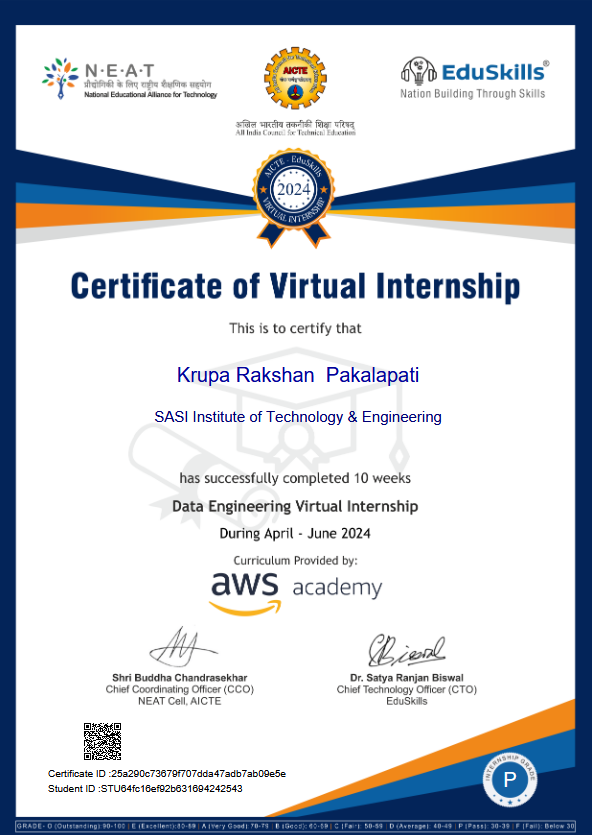 N·E·A·T
प्रौद्योगिकी के लिए राष्ट्रीय शैक्षणिक सहयोग
National Educational Alliance for Technology
AICTE
अखिल भारतीय तकनीकी शिक्षा परिषद्
All India Council for Technical Education
EduSkills®
Nation Building Through Skills
AICTE - EduSkills
2024
VIRTUAL INTERNSHIP
Certificate of Virtual Internship
This is to certify that
Krupa Rakshan Pakalapati
SASI Institute of Technology & Engineering
has successfully completed 10 weeks
Data Engineering Virtual Internship
During April - June 2024
Curriculum Provided by:
aws academy
Shri Buddha Chandrasekhar
Chief Coordinating Officer (CCO)
NEAT Cell, AICTE
Dr. Satya Ranjan Biswal
Chief Technology Officer (CTO)
EduSkills
Certificate ID :25a290c73679f707dda47adb7ab09e5e
Student ID :STU64fc16ef92b631694242543
INTERNSHIP GRADE
P
GRADE- O (Outstanding): 90-100 | E (Excellent):80-89 | A (Very Good) 70-79 | B (Good): 60-69 | C (Fair): 50-59 | D (Average): 40-49 | P (Pass): 30-39 | F (Fail): Below 30